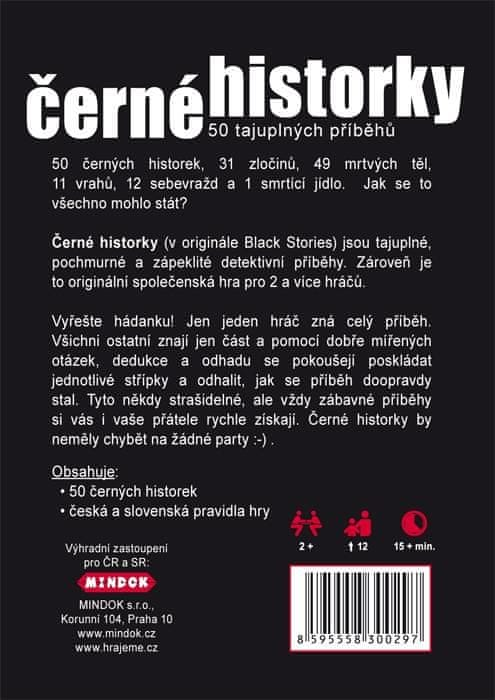 černé historky
50 tajuplných příběhů
50 černých historek, 31 zločinů, 49 mrtvých těl,
11 vrahů, 12 sebevražd a 1 smrtící jídlo. Jak se to
všechno mohlo stát?
Černé historky (v originále Black Stories) jsou tajuplné,
pochmurné a zápeklité detektivní příběhy. Zároveň je
to originální společenská hra pro 2 a více hráčů.
Vyřešte hádanku! Jen jeden hráč zná celý příběh.
Všichni ostatní znají jen část a pomocí dobře mířených
otázek, dedukce a odhadu se pokoušejí poskládat
jednotlivé střípky a odhalit, jak se příběh doopravdy
stal. Tyto někdy strašidelné, ale vždy zábavné příběhy
si vás i vaše přátele rychle získají. Černé historky by
neměly chybět na žádné party :-) .
Obsahuje:
• 50 černých historek
• česká a slovenská pravidla hry
2 +
12
15 + min.
Výhradní zastoupení
pro ČR a SR:
MINDOK
MINDOK s.r.o.,
Korunní 104, Praha 10
www.mindok.cz
www.hrajeme.cz
8 595558 300297